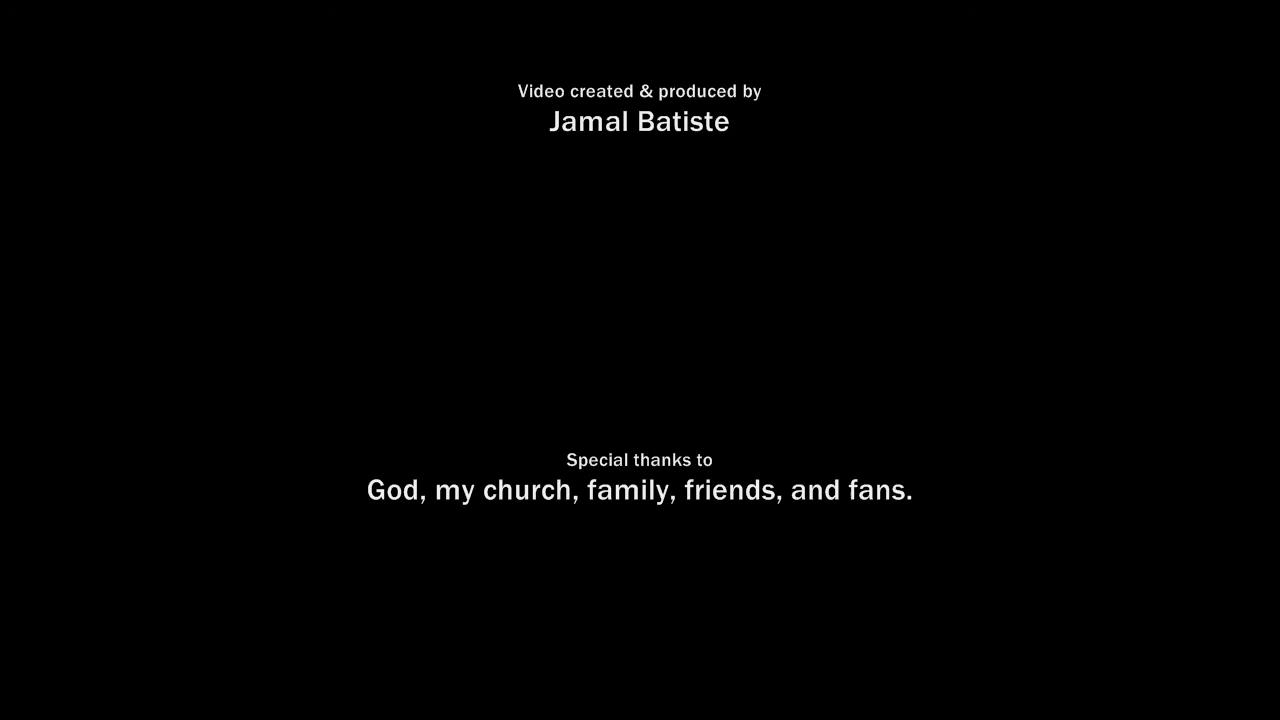 Video created & produced by
Jamal Batiste
Special thanks to
God, my church, family, friends, and fans.